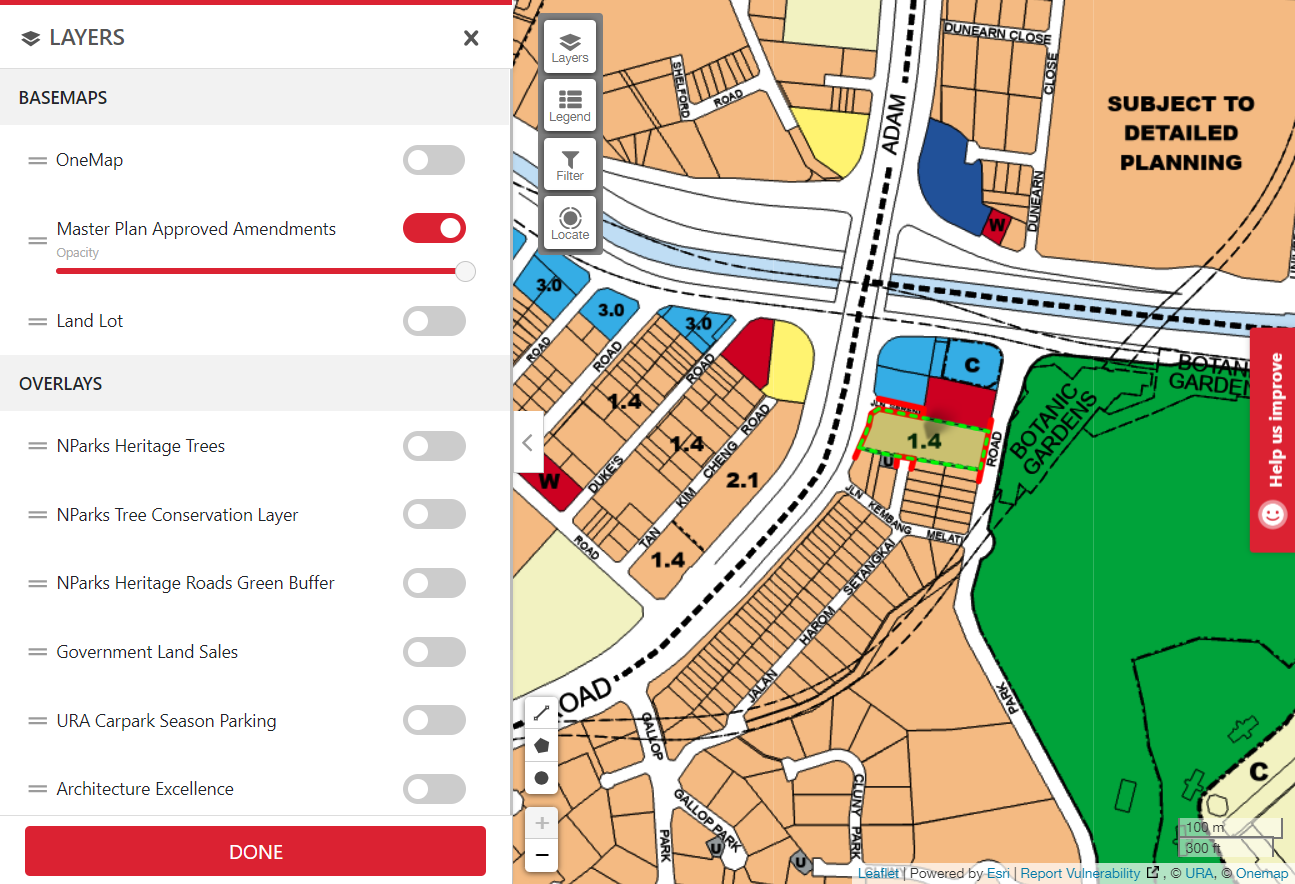 LAYERS
BASEMAPS
OneMap
Master Plan Approved Amendments
Opacity
Land Lot
OVERLAYS
NParks Heritage Trees
NParks Tree Conservation Layer
NParks Heritage Roads Green Buffer
Government Land Sales
URA Carpark Season Parking
Architecture Excellence
DONE
Layers
Legend
Filter
Locate
SHELFORD
ROAD
ADAM
DUNEARN CLOSE
CLOSE
SUBJECT TO
DETAILED
PLANNING
DUNEARN
W
3.0
3.0
3.0
ROAD
ROAD
ROAD
1.4
1.4
2.1
1.4
W
DUKE'S
ROAD
TAN
KIM
CHENG
ROAD
C
1.4
U
ROAD
BOTANIC
GARDENS
GARDEN
JLN
KEMBANG
MELATI
JALAN
HAROM
SETANGKAI
ROAD
GALLOP
GALLOP PARK
PARK
U
U
CLUNY PARK
PARK
C
Help us improve
100 m
300 ft
Leaflet | Powered by Esri | Report Vulnerability , © URA, © Onemap